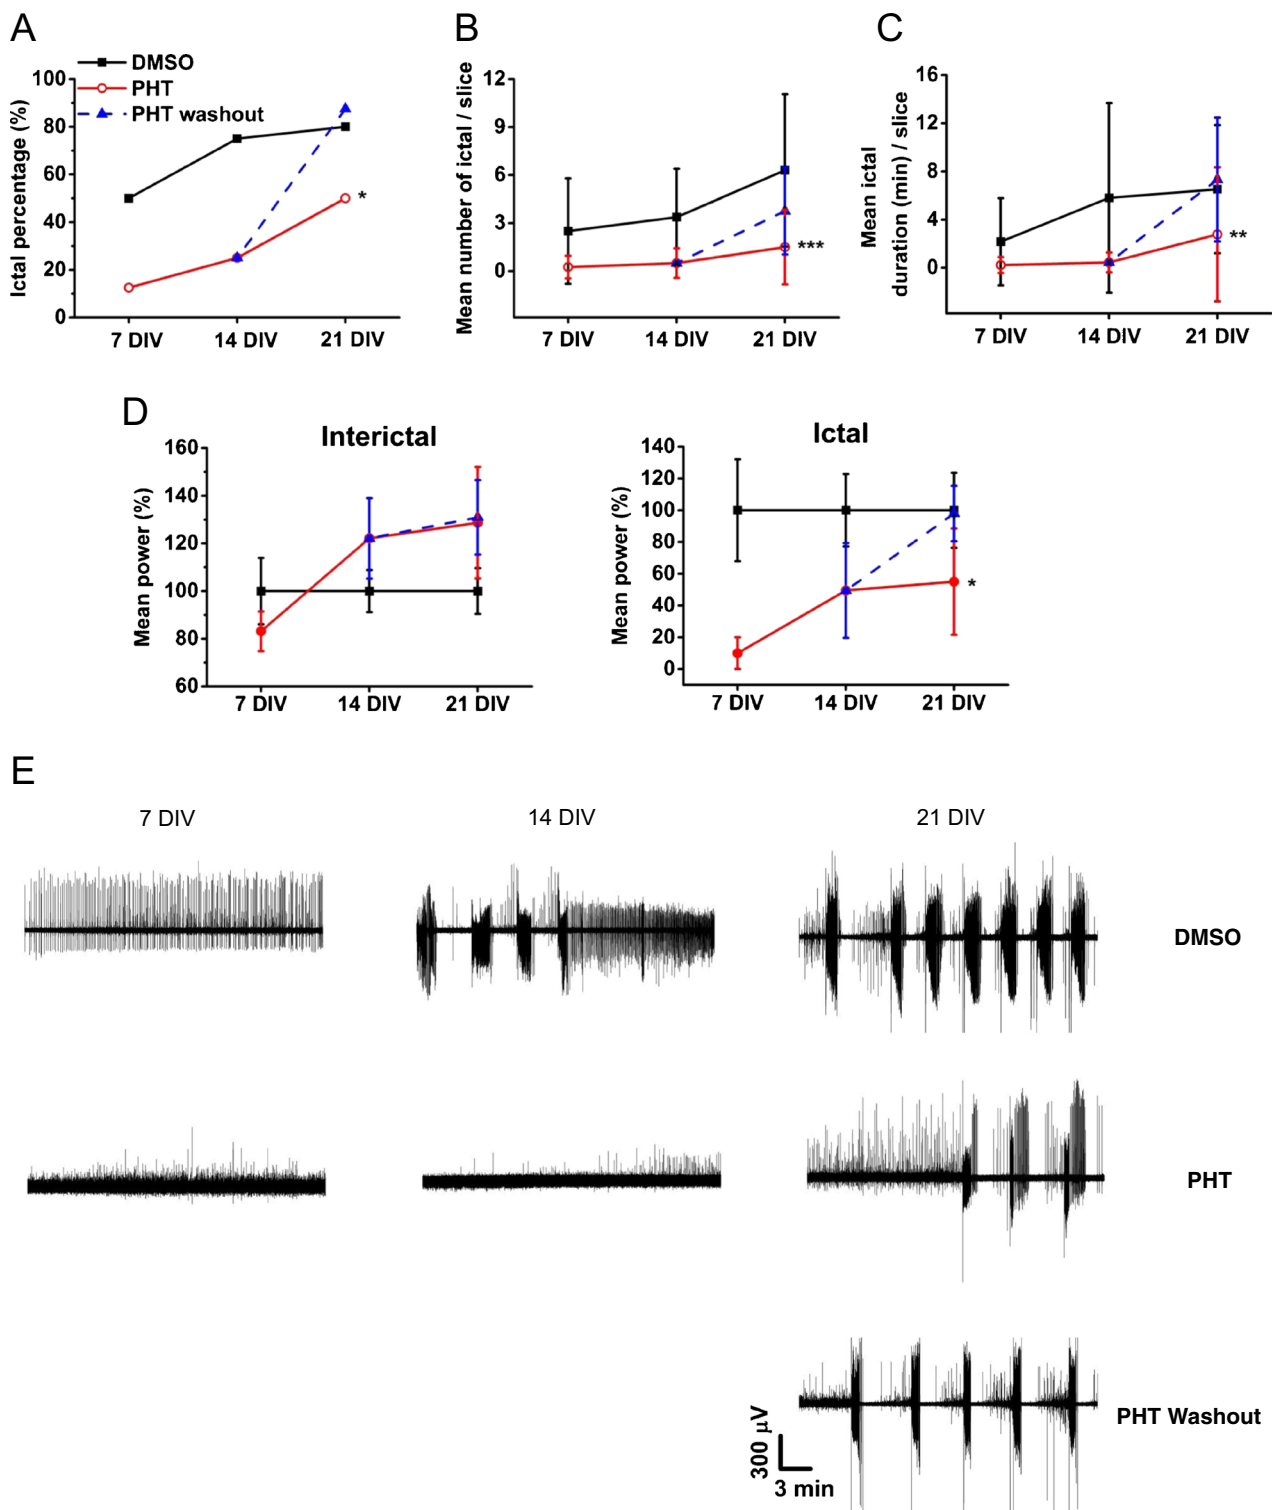 A
DMSO
PHT
PHT washout
Ictal percentage (%)
100
80
60
40
20
0
7 DIV
14 DIV
21 DIV
*
B
Mean number of ictal / slice
12
9
6
3
0
7 DIV
14 DIV
21 DIV
***
C
Mean ictal
duration (min) / slice
16
12
8
4
0
7 DIV
14 DIV
21 DIV
**
D
Interictal
Mean power (%)
160
140
120
100
80
60
7 DIV
14 DIV
21 DIV
Ictal
Mean power (%)
140
120
100
80
60
40
20
0
7 DIV
14 DIV
21 DIV
*
E
7 DIV
14 DIV
21 DIV
DMSO
PHT
PHT Washout
300 µV
3 min